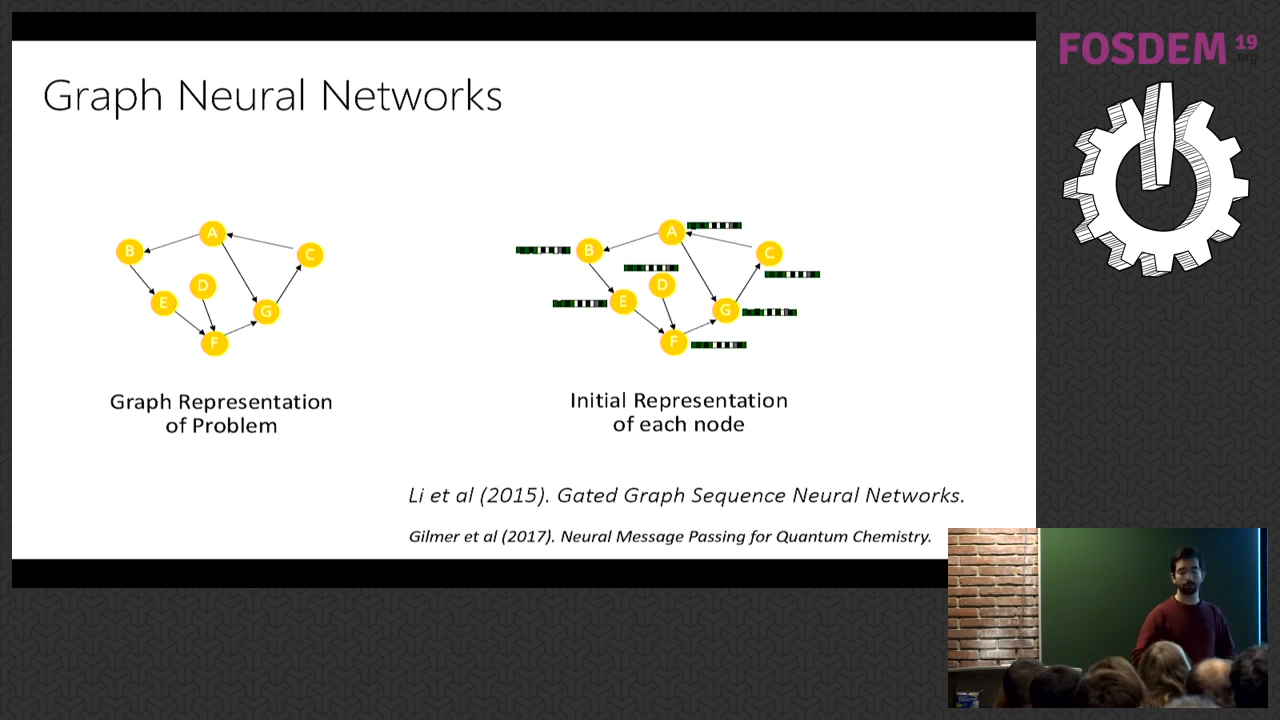 FOSDEM 19
.org
Graph Neural Networks
A
B
C
D
E
G
F
A
B
C
D
E
G
F
Graph Representation
of Problem
Initial Representation
of each node
Li et al (2015). Gated Graph Sequence Neural Networks.
Gilmer et al (2017). Neural Message Passing for Quantum Chemistry.